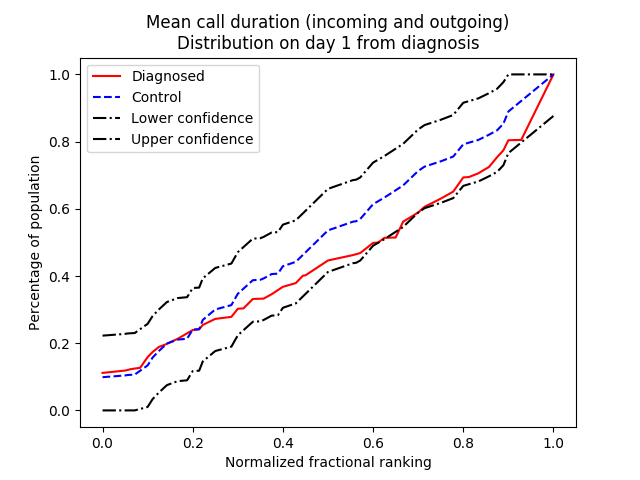 Mean call duration (incoming and outgoing)
Distribution on day 1 from diagnosis
Diagnosed
Control
Lower confidence
Upper confidence
Percentage of population
1.0
0.8
0.6
0.4
0.2
0.0
0.0 0.2 0.4 0.6 0.8 1.0
Normalized fractional ranking